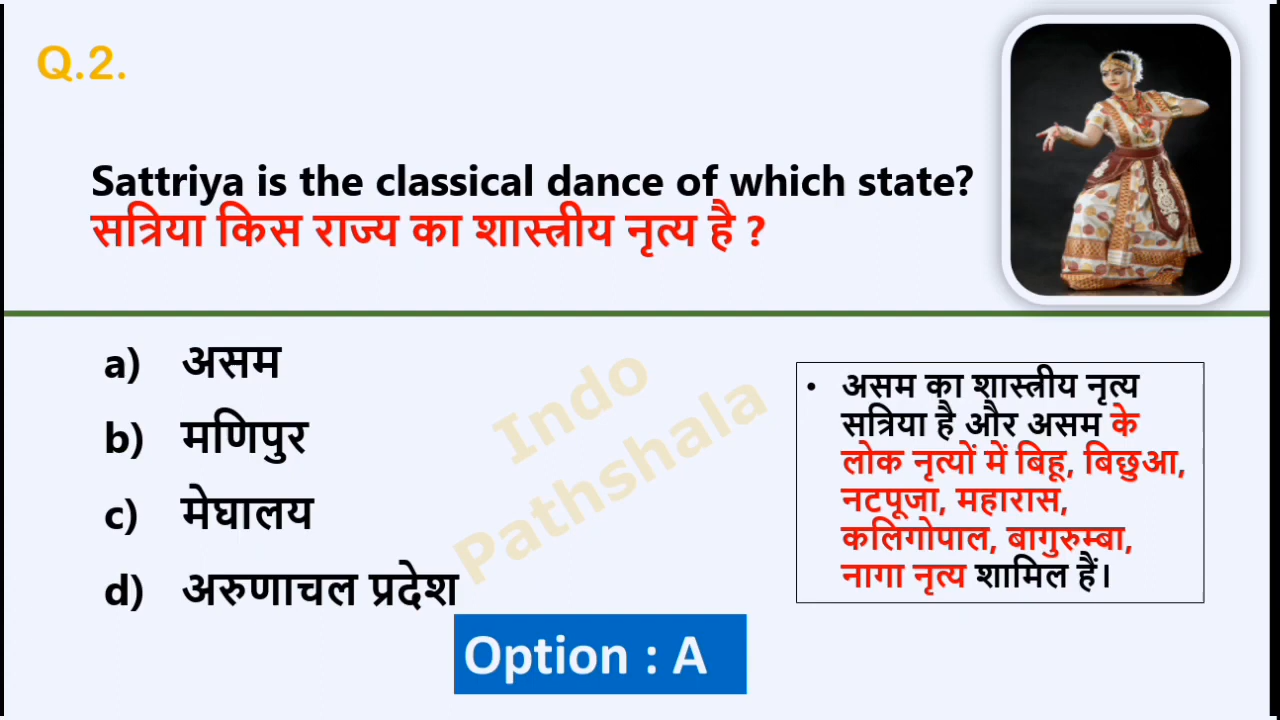 Q.2.
Sattriya is the classical dance of which state?
सत्रिया किस राज्य का शास्त्रीय नृत्य है ?
a) असम
b) मणिपुर
c) मेघालय
d) अरुणाचल प्रदेश
Indo
Pathshala
• असम का शास्त्रीय नृत्य
सत्रिया है और असम के
लोक नृत्यों में बिहू, बिछुआ,
नटपूजा, महारास,
कलिगोपाल, बागुरुम्बा,
नागा नृत्य शामिल हैं।
Option : A